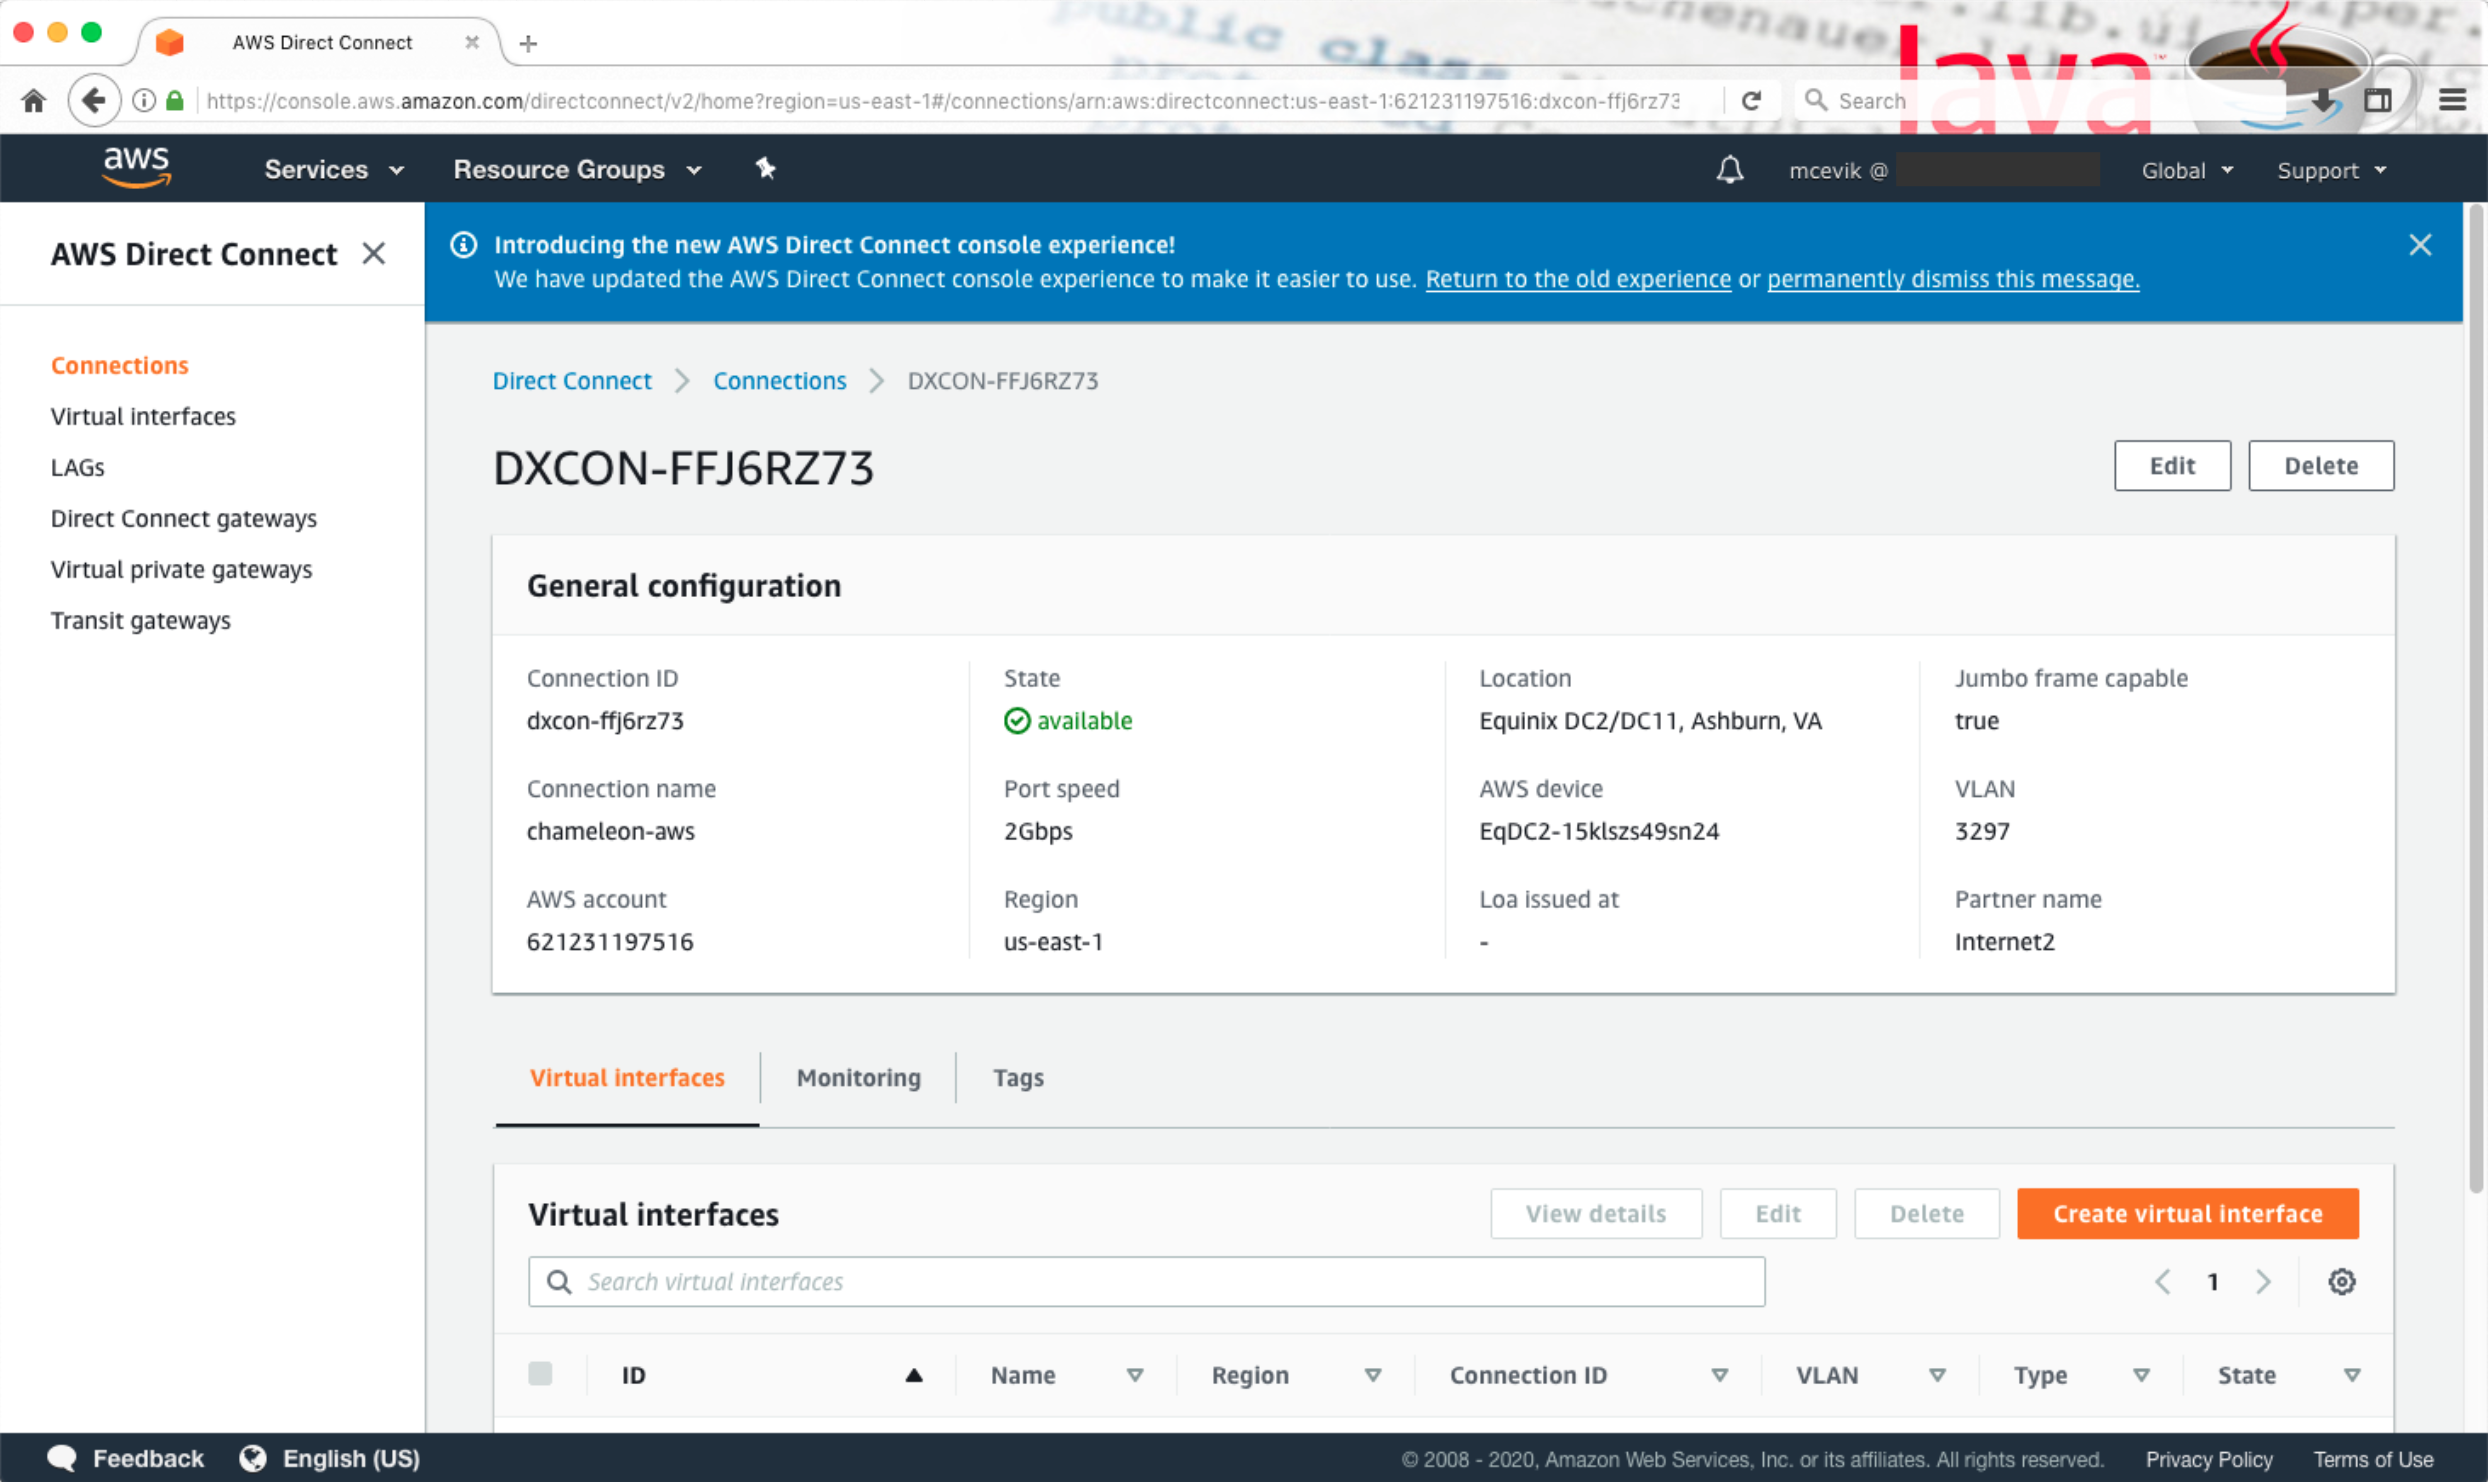 AWS Direct Connect
public class
https://console.aws.amazon.com/directconnect/v2/home?region=us-east-1#/connections/arn:aws:directconnect:us-east-1:621231197516:dxcon-ffj6rz73
Search
Java
aws Services Resource Groups mcevik @ Global Support
AWS Direct Connect
Introducing the new AWS Direct Connect console experience!
We have updated the AWS Direct Connect console experience to make it easier to use. Return to the old experience or permanently dismiss this message.
Connections
Virtual interfaces
LAGs
Direct Connect gateways
Virtual private gateways
Transit gateways
Direct Connect > Connections > DXCON-FFJ6RZ73
DXCON-FFJ6RZ73
Edit Delete
General configuration
Connection ID
dxcon-ffj6rz73
Connection name
chameleon-aws
AWS account
621231197516
State
available
Port speed
2Gbps
Region
us-east-1
Location
Equinix DC2/DC11, Ashburn, VA
AWS device
EqDC2-15klszs49sn24
Loa issued at
-
Jumbo frame capable
true
VLAN
3297
Partner name
Internet2
Virtual interfaces Monitoring Tags
Virtual interfaces
View details Edit Delete Create virtual interface
Search virtual interfaces
1
ID Name Region Connection ID VLAN Type State
Feedback English (US)
© 2008 - 2020, Amazon Web Services, Inc. or its affiliates. All rights reserved. Privacy Policy Terms of Use